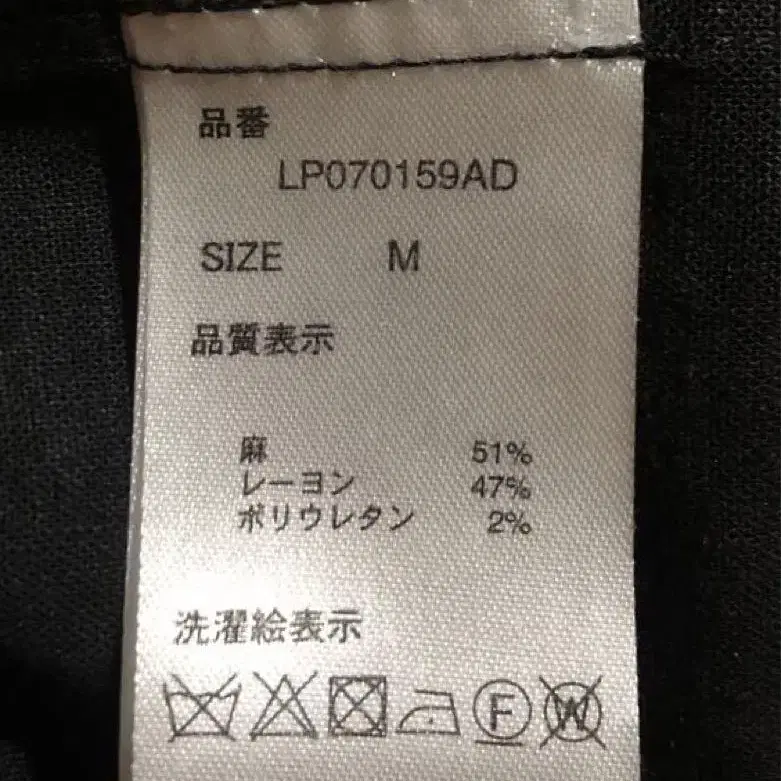 品番
LP070159AD
SIZE M
品質表示
麻 51%
レーヨン 47%
ポリウレタン 2%
洗濯絵表示
F W